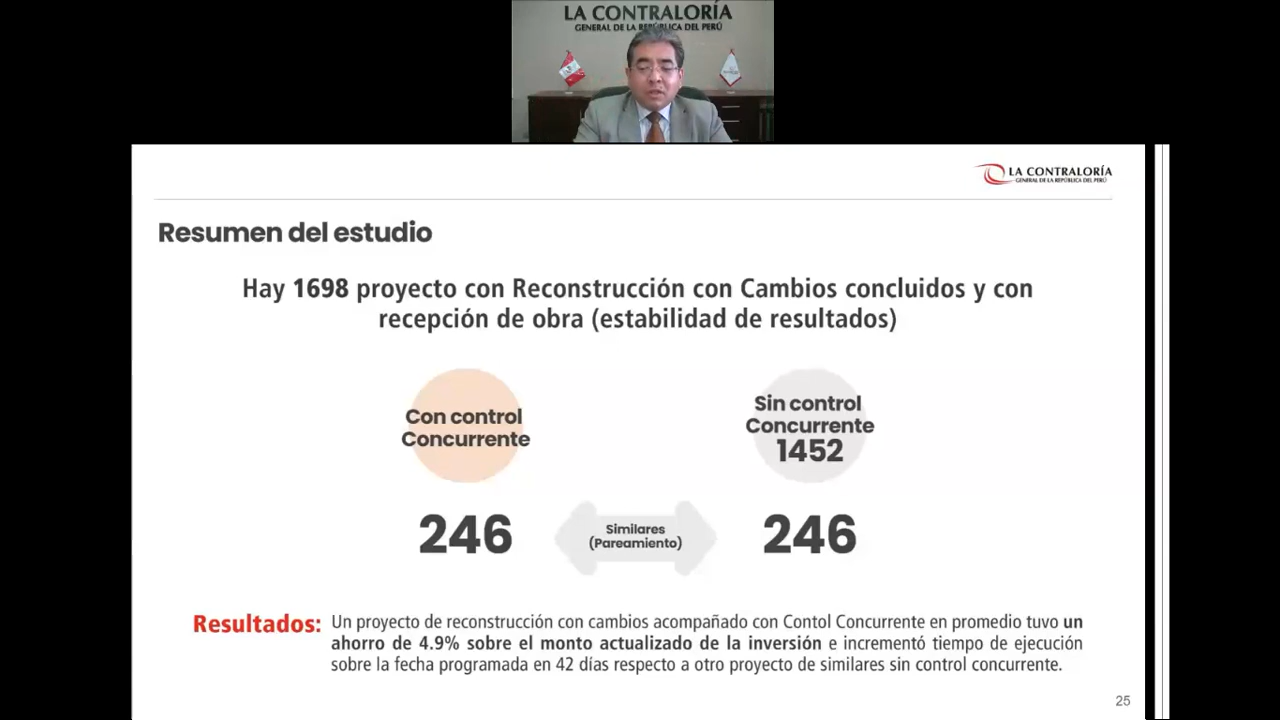 LA CONTRALORÍA
GENERAL DE LA REPÚBLICA DEL PERÚ
LA CONTRALORÍA
GENERAL DE LA REPÚBLICA DEL PERÚ
Resumen del estudio
Hay 1698 proyecto con Reconstrucción con Cambios concluidos y con
recepción de obra (estabilidad de resultados)
Con control
Concurrente
Sin control
Concurrente
1452
246
Similares
(Pareamiento)
246
Resultados: Un proyecto de reconstrucción con cambios acompañado con Contol Concurrente en promedio tuvo un
ahorro de 4.9% sobre el monto actualizado de la inversión e incrementó tiempo de ejecución
sobre la fecha programada en 42 días respecto a otro proyecto de similares sin control concurrente.
25